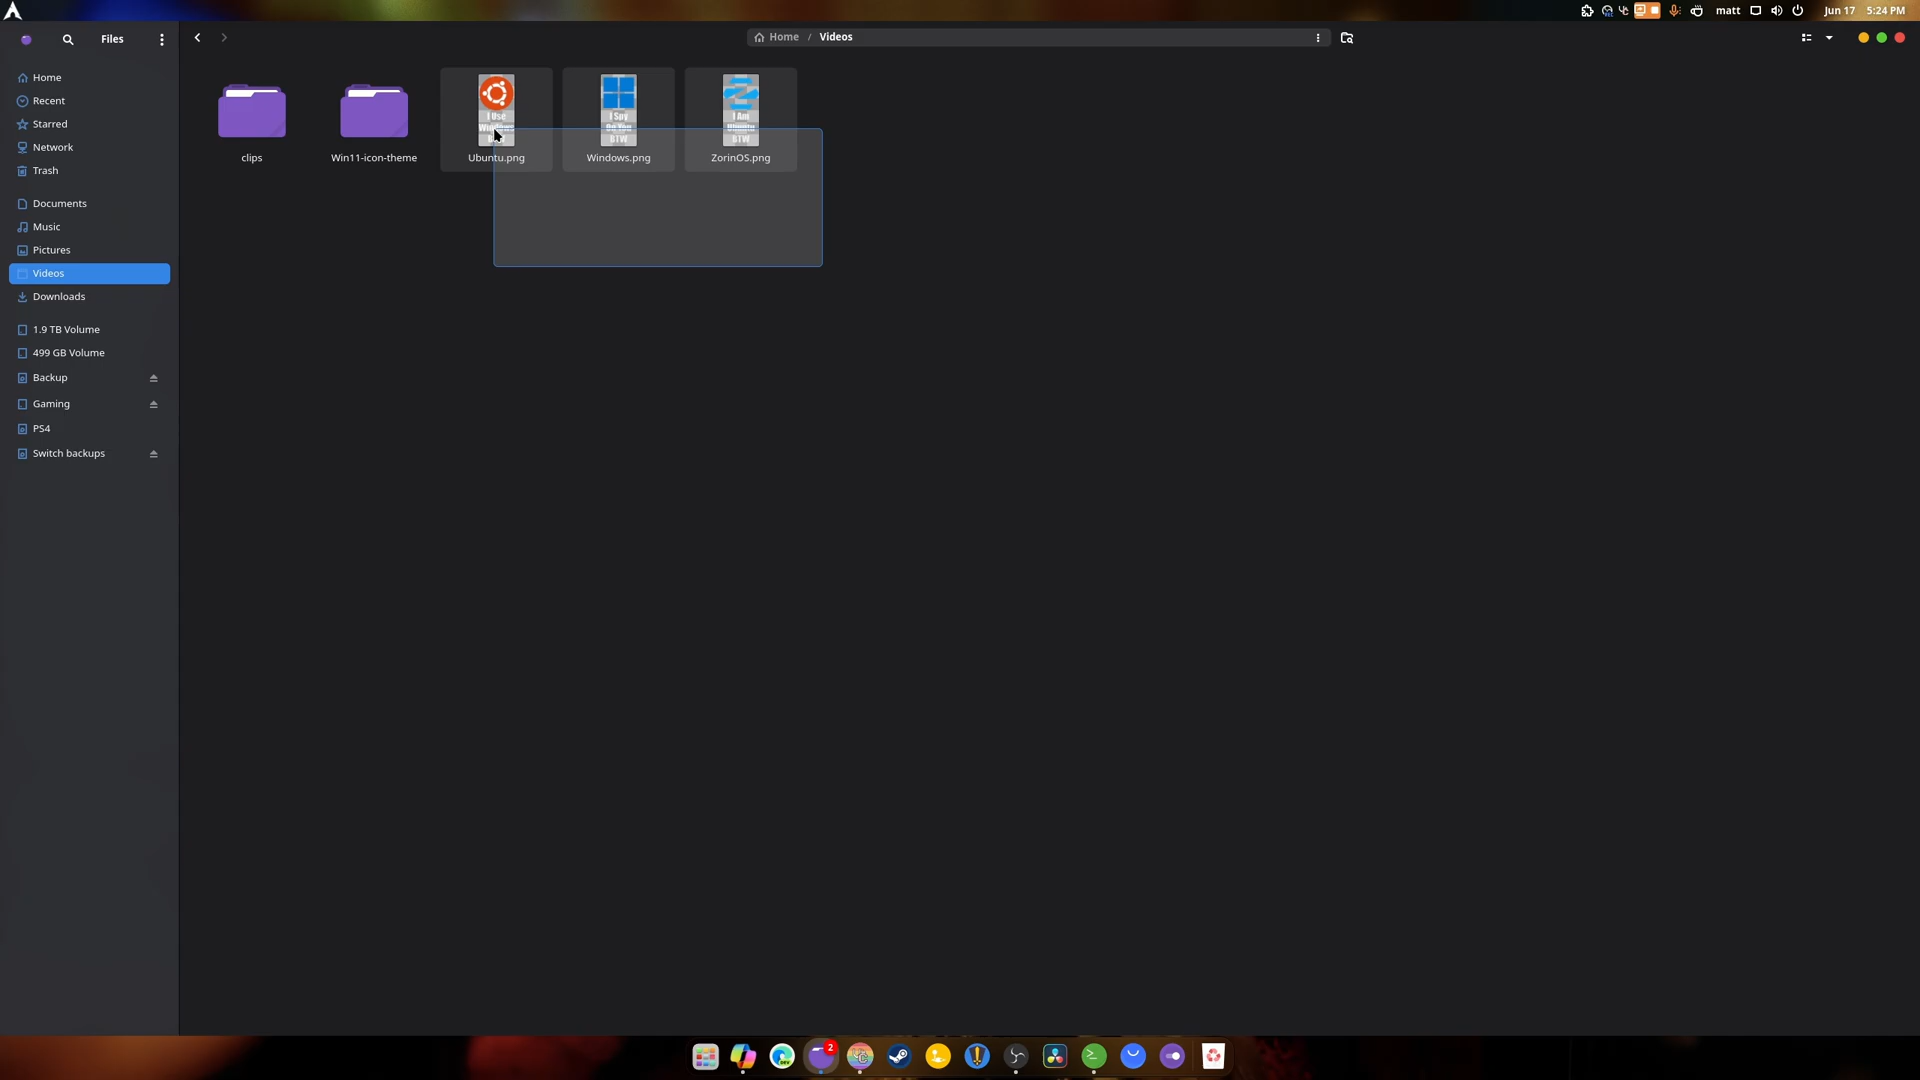 matt
Jun 17 5:24 PM
Files
Home / Videos
Home
Recent
Starred
Network
Trash
Documents
Music
Pictures
Videos
Downloads
1.9 TB Volume
499 GB Volume
Backup
Gaming
PS4
Switch backups
clips
Win11-icon-theme
I Use
Ubuntu.png
I Spy
On You
BTW
Windows.png
I Am
Ubuntu
BTW
ZorinOS.png
2